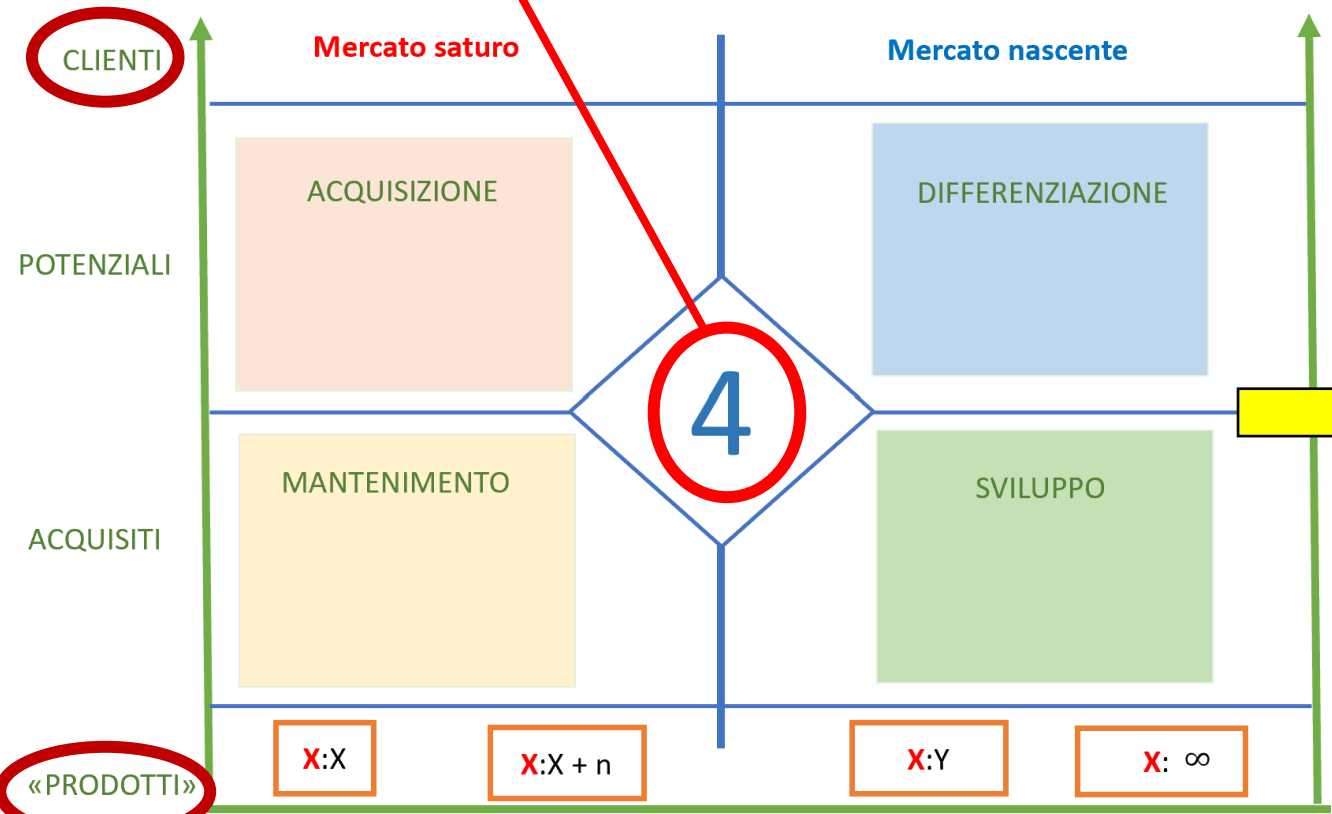 CLIENTI
Mercato saturo
Mercato nascente
ACQUISIZIONE
DIFFERENZIAZIONE
POTENZIALI
4
MANTENIMENTO
SVILUPPO
ACQUISITI
X:X
X:X + n
X:Y
X: ∞
«PRODOTTI»